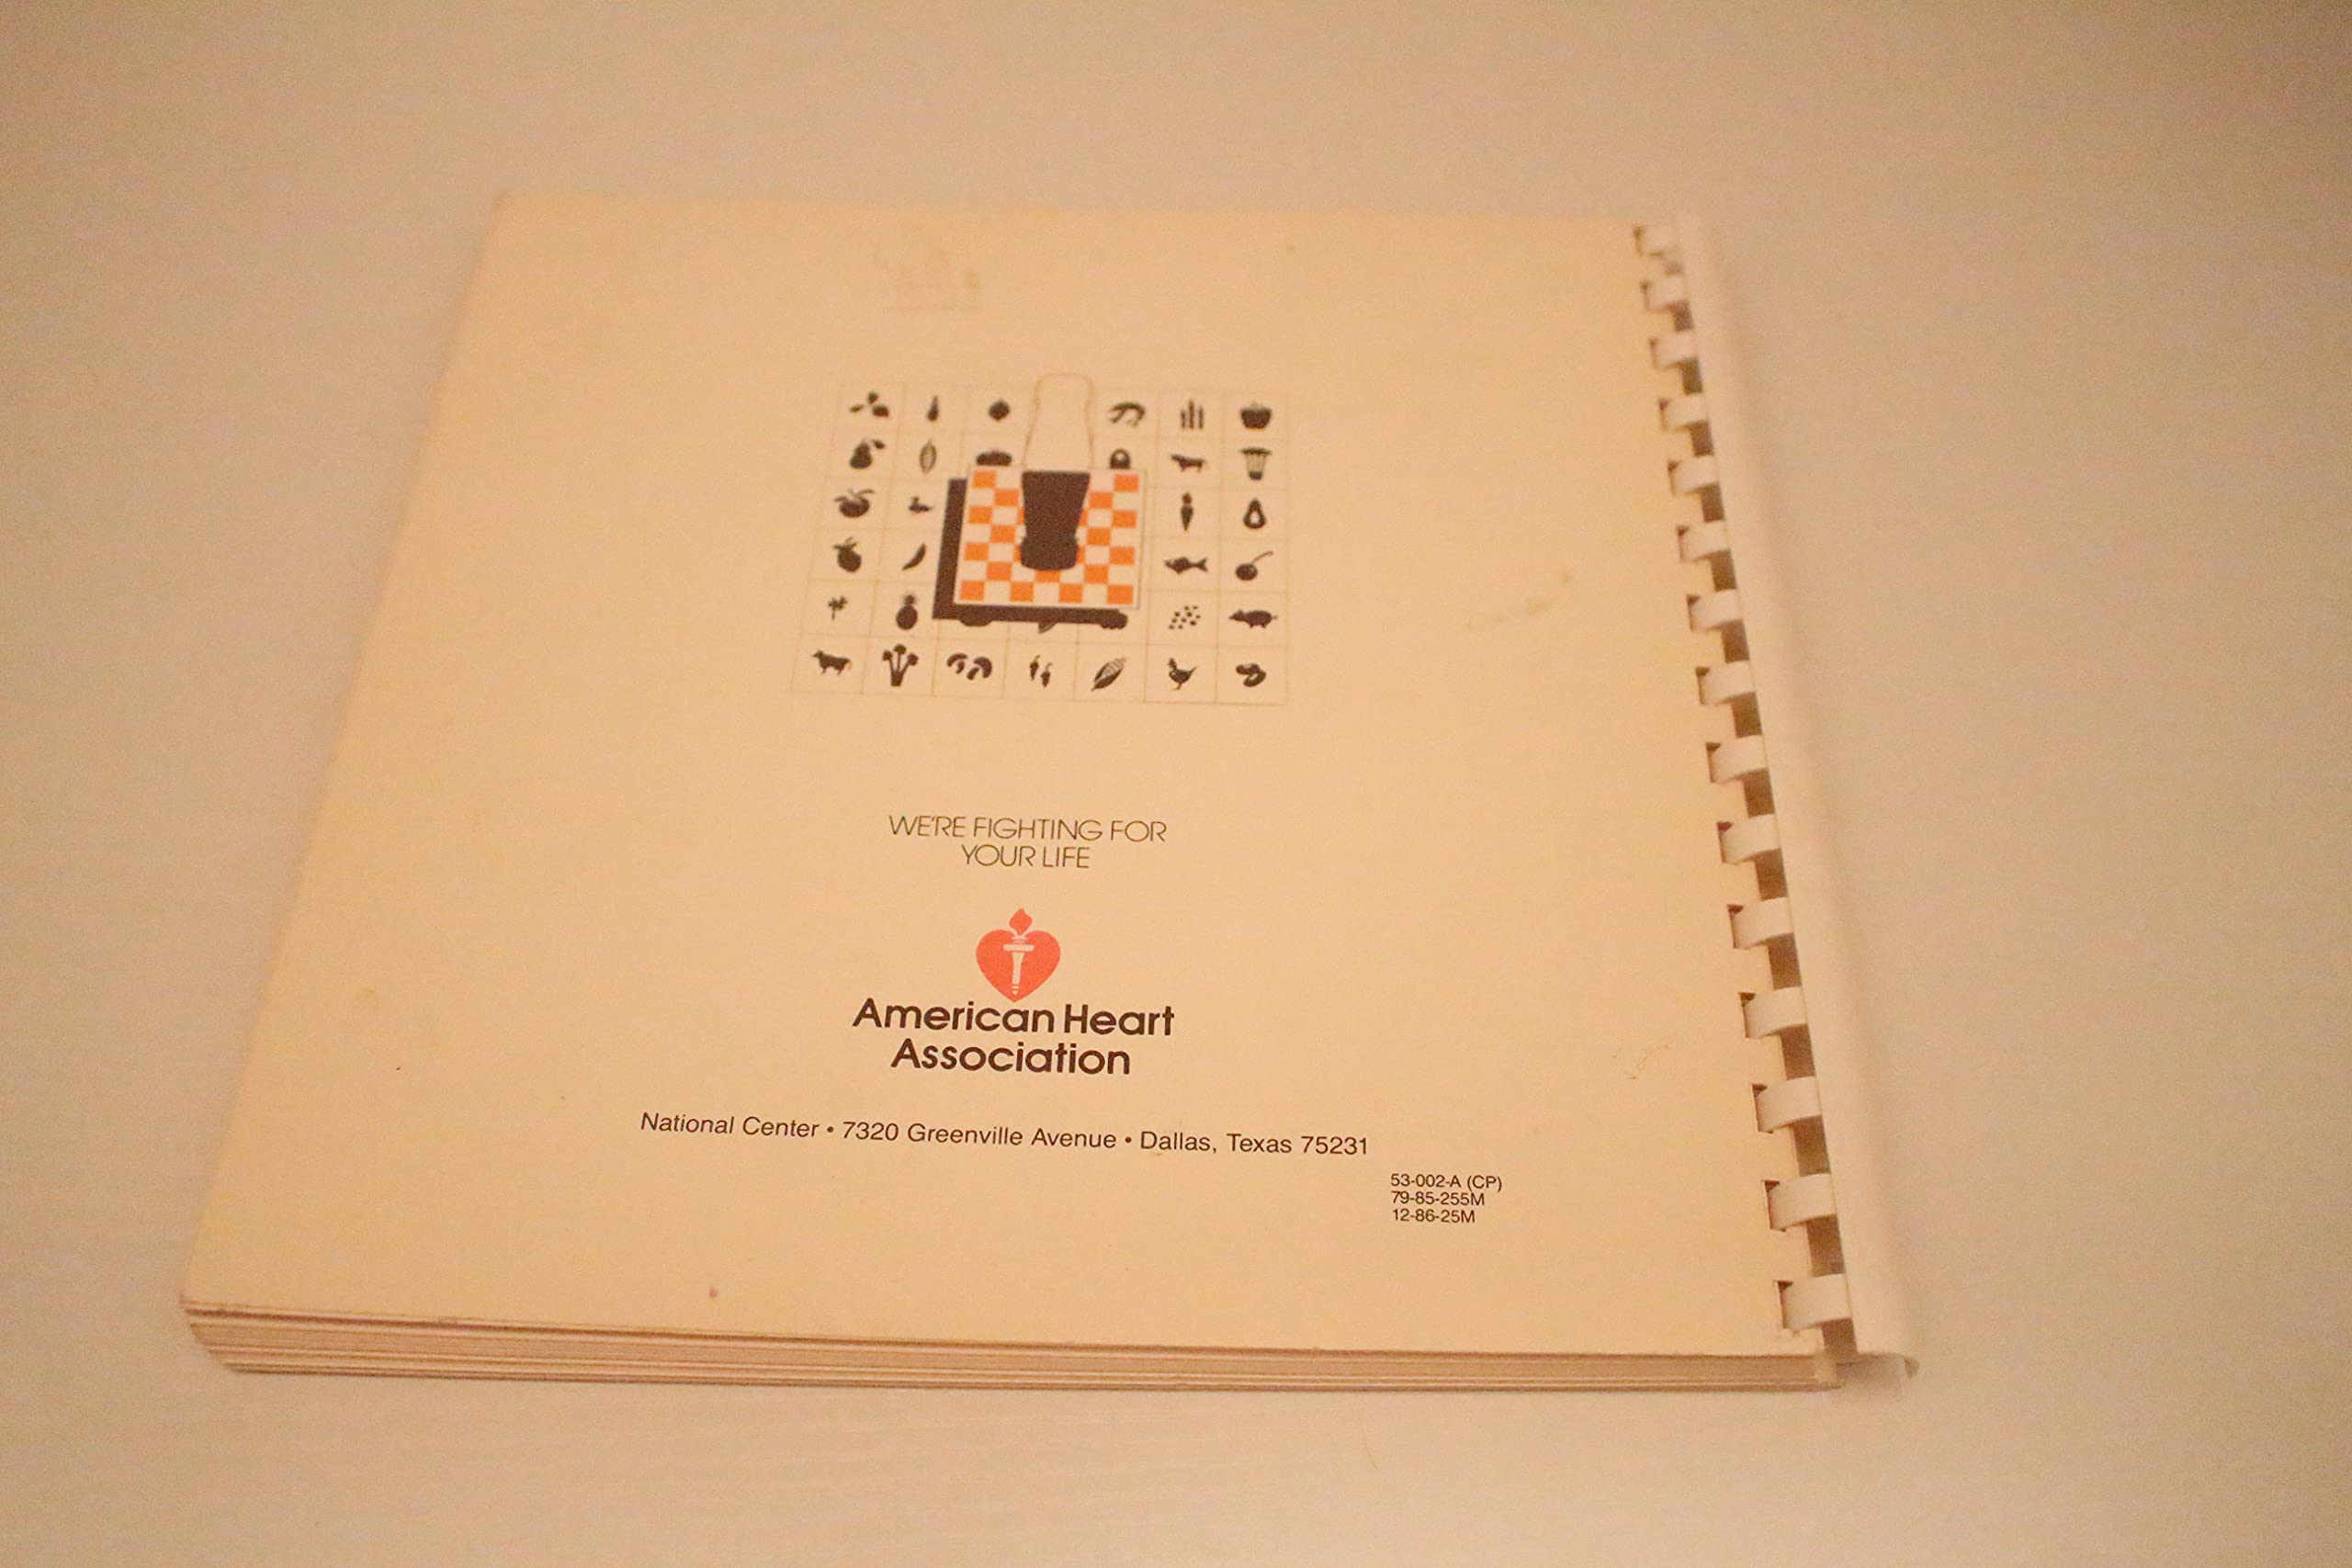 WE'RE FIGHTING FOR
YOUR LIFE
American Heart
Association
National Center • 7320 Greenville Avenue • Dallas, Texas 75231
53-002-A (CP)
79-85-255M
12-86-25M